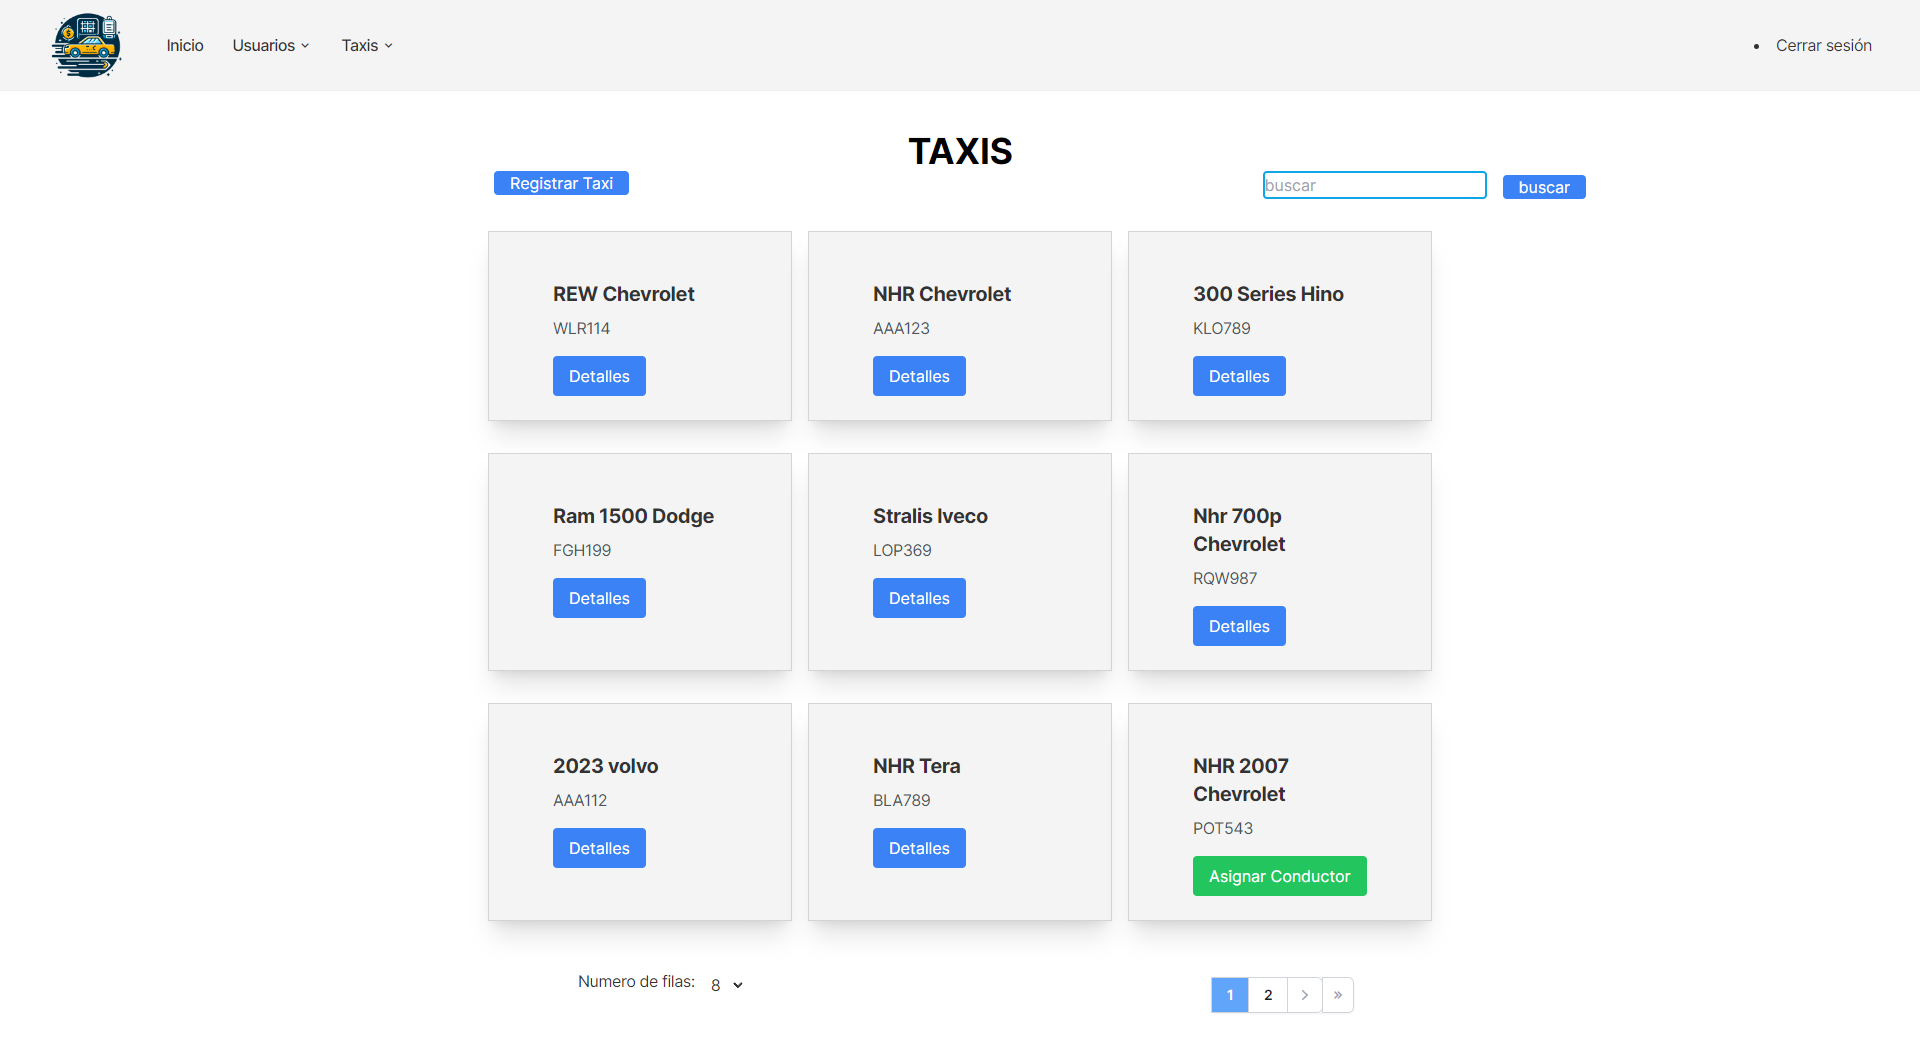 Inicio
Usuarios
Taxis
Cerrar sesión
TAXIS
Registrar Taxi
buscar
buscar
REW Chevrolet
WLR114
Detalles
NHR Chevrolet
AAA123
Detalles
300 Series Hino
KLO789
Detalles
Ram 1500 Dodge
FGH199
Detalles
Stralis Iveco
LOP369
Detalles
Nhr 700p
Chevrolet
RQW987
Detalles
2023 volvo
AAA112
Detalles
NHR Tera
BLA789
Detalles
NHR 2007
Chevrolet
POT543
Asignar Conductor
Numero de filas: 8
1 2 > »